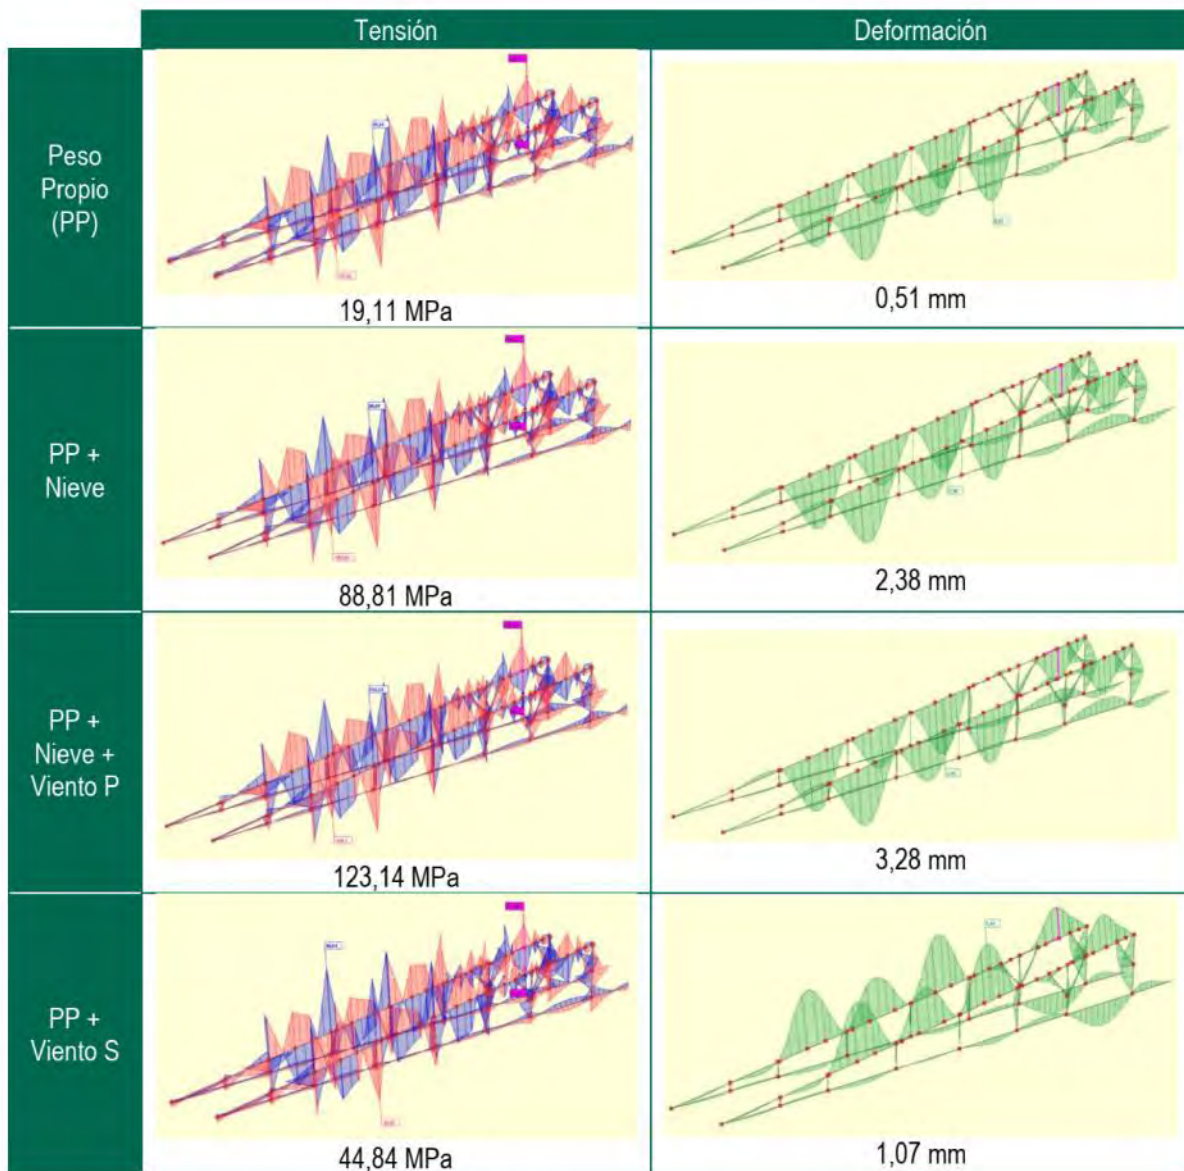 Tensión
Deformación
Peso
Propio
(PP)
19,11 MPa
0,51 mm
PP +
Nieve
88,81 MPa
2,38 mm
PP +
Nieve +
Viento P
123,14 MPa
3,28 mm
PP +
Viento S
44,84 MPa
1,07 mm